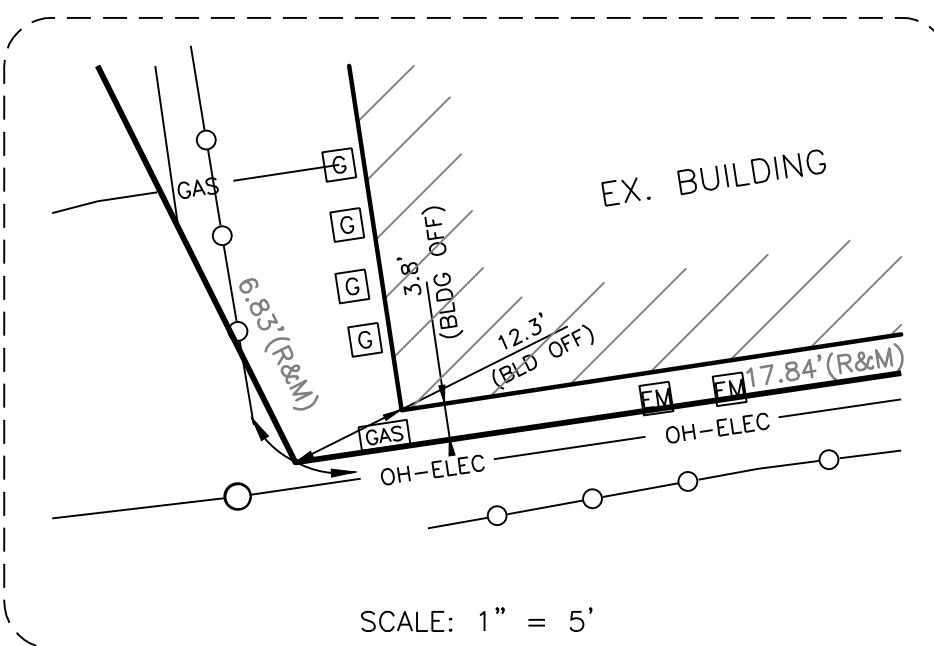 EX. BUILDING
GAS
G
G
G
G
3.8'
(BLDG OFF)
6.83'(R&M)
12.3'
(BLD OFF)
17.84'(R&M)
EM
EM
GAS
OH-ELEC
OH-ELEC
SCALE: 1" = 5'